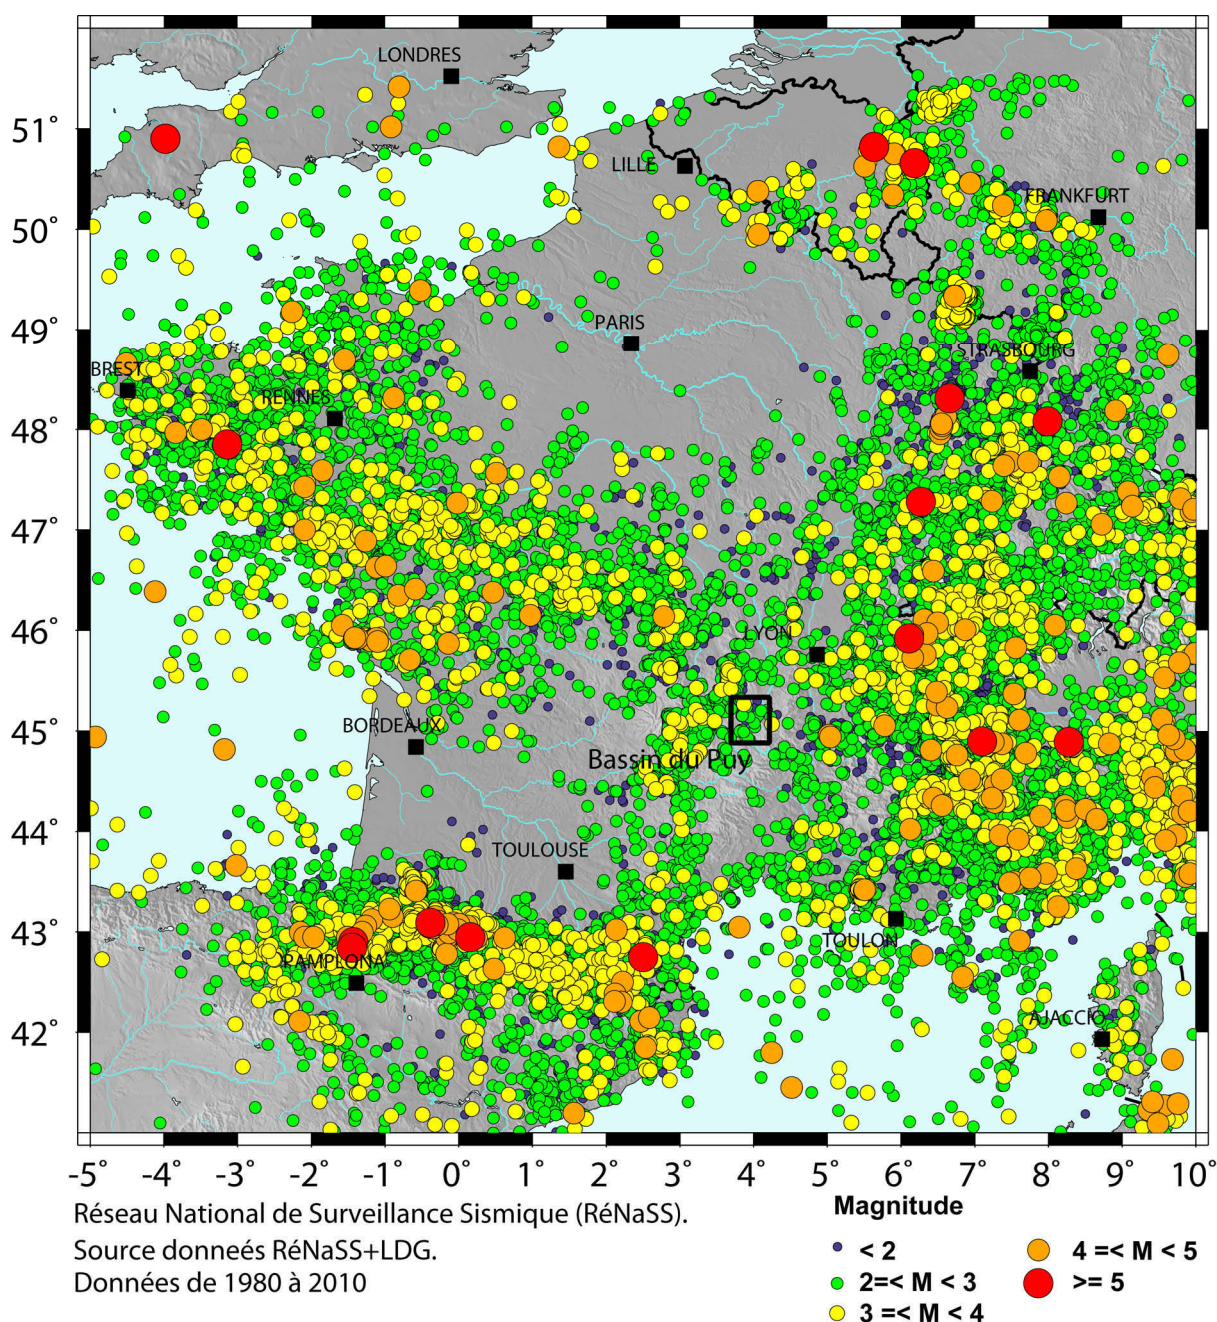 LONDRES
51°
LILLE
FRANKFURT
50°
49°
PARIS
STRASBOURG
BREST
RENNES
48°
47°
46°
LYON
45°
BORDEAUX
Bassin du Puy
44°
TOULOUSE
43°
TOULON
PAMPLONA
42°
AJACCIO
-5° -4° -3° -2° -1° 0° 1° 2° 3° 4° 5° 6° 7° 8° 9° 10°
Réseau National de Surveillance Sismique (RéNaSS).
Source donneés RéNaSS+LDG.
Données de 1980 à 2010
Magnitude
< 2
2=< M < 3
3 =< M < 4
4 =< M < 5
>= 5